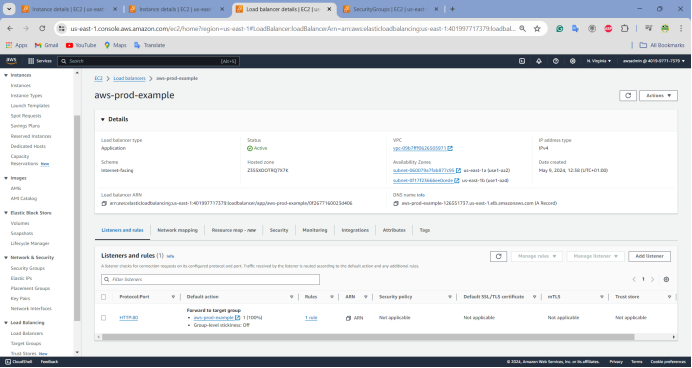 Instance details | EC2 | us-east
Instance details | EC2 | us-east
Load balancer details | EC2 | us
SecurityGroups | EC2 | us-east
us-east-1.console.aws.amazon.com/ec2/home?region=us-east-1#LoadBalancer:loadBalancerArn=arn:aws:elasticloadbalancing:us-east-1:401997717379:loadbal...
Apps Gmail YouTube Maps Translate All Bookmarks
aws Services Search [Alt+S] N. Virginia awsadmin @ 4019-9771-7379
Instances
Instances
Instance Types
Launch Templates
Spot Requests
Savings Plans
Reserved Instances
Dedicated Hosts
Capacity
Reservations New
Images
AMIs
AMI Catalog
Elastic Block Store
Volumes
Snapshots
Lifecycle Manager
Network & Security
Security Groups
Elastic IPs
Placement Groups
Key Pairs
Network Interfaces
Load Balancing
Load Balancers
Target Groups
Trust Stores New
EC2 > Load balancers > aws-prod-example
aws-prod-example
Actions
Details
Load balancer type
Application
Status
Active
VPC
IP address type
IPv4
Scheme
Internet-facing
Hosted zone
Z35SXDOTRQ7X7K
Availability Zones
us-east-1a (use1-az2)
us-east-1b (use1-az4)
Date created
May 9, 2024, 12:38 (UTC+01:00)
Load balancer ARN
arn:aws:elasticloadbalancing:us-east-1:401997717379:loadbalancer/app/aws-prod-example/0f2677160023d406
DNS name Info
aws-prod-example-126551737.us-east-1.elb.amazonaws.com (A Record)
Listeners and rules Network mapping Resource map - new Security Monitoring Integrations Attributes Tags
Listeners and rules (1) Info
Manage rules Manage listener Add listener
A listener checks for connection requests on its configured protocol and port. Traffic received by the listener is routed according to the default action and any additional rules.
Filter listeners
1
Protocol:Port Default action Rules ARN Security policy Default SSL/TLS certificate mTLS Trust store
HTTP:80
Forward to target group
aws-prod-example : 1 (100%)
Group-level stickiness: Off
1 rule
ARN
Not applicable Not applicable Not applicable Not applicable
CloudShell Feedback © 2024, Amazon Web Services, Inc. or its affiliates. Privacy Terms Cookie preferences